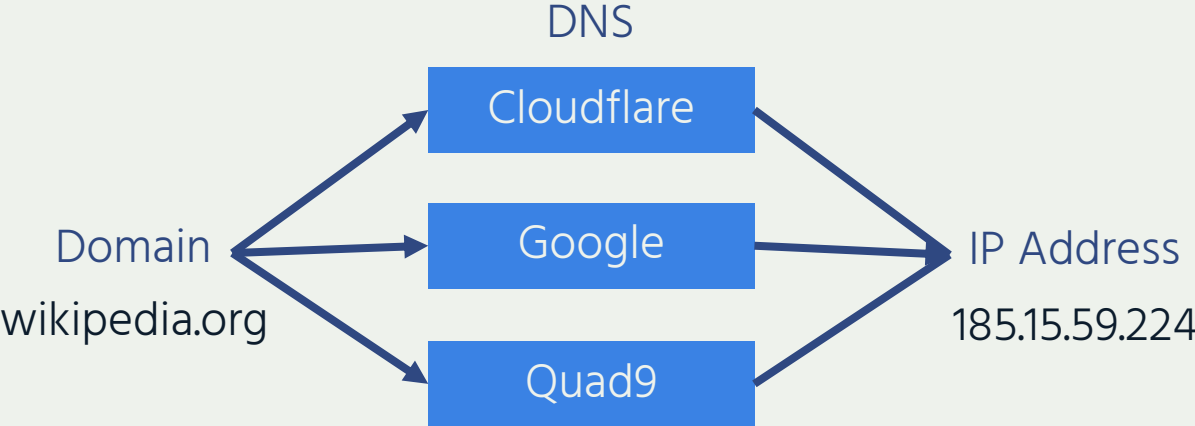 DNS
Cloudflare
Google
Quad9
Domain
wikipedia.org
IP Address
185.15.59.224